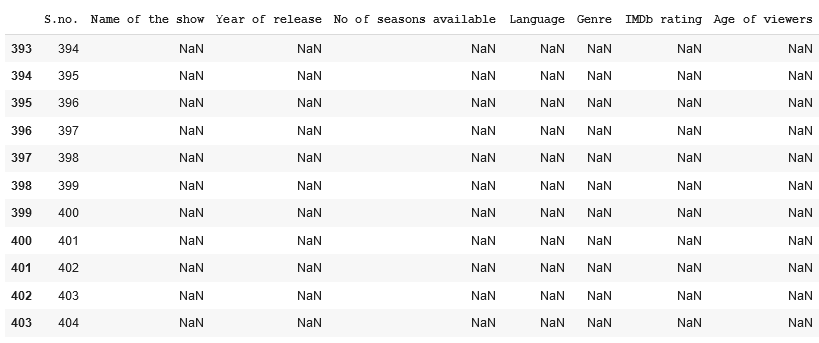 S.no. Name of the show Year of release No of seasons available Language Genre IMDb rating Age of viewers
393 394 NaN NaN NaN NaN NaN NaN NaN
394 395 NaN NaN NaN NaN NaN NaN NaN
395 396 NaN NaN NaN NaN NaN NaN NaN
396 397 NaN NaN NaN NaN NaN NaN NaN
397 398 NaN NaN NaN NaN NaN NaN NaN
398 399 NaN NaN NaN NaN NaN NaN NaN
399 400 NaN NaN NaN NaN NaN NaN NaN
400 401 NaN NaN NaN NaN NaN NaN NaN
401 402 NaN NaN NaN NaN NaN NaN NaN
402 403 NaN NaN NaN NaN NaN NaN NaN
403 404 NaN NaN NaN NaN NaN NaN NaN